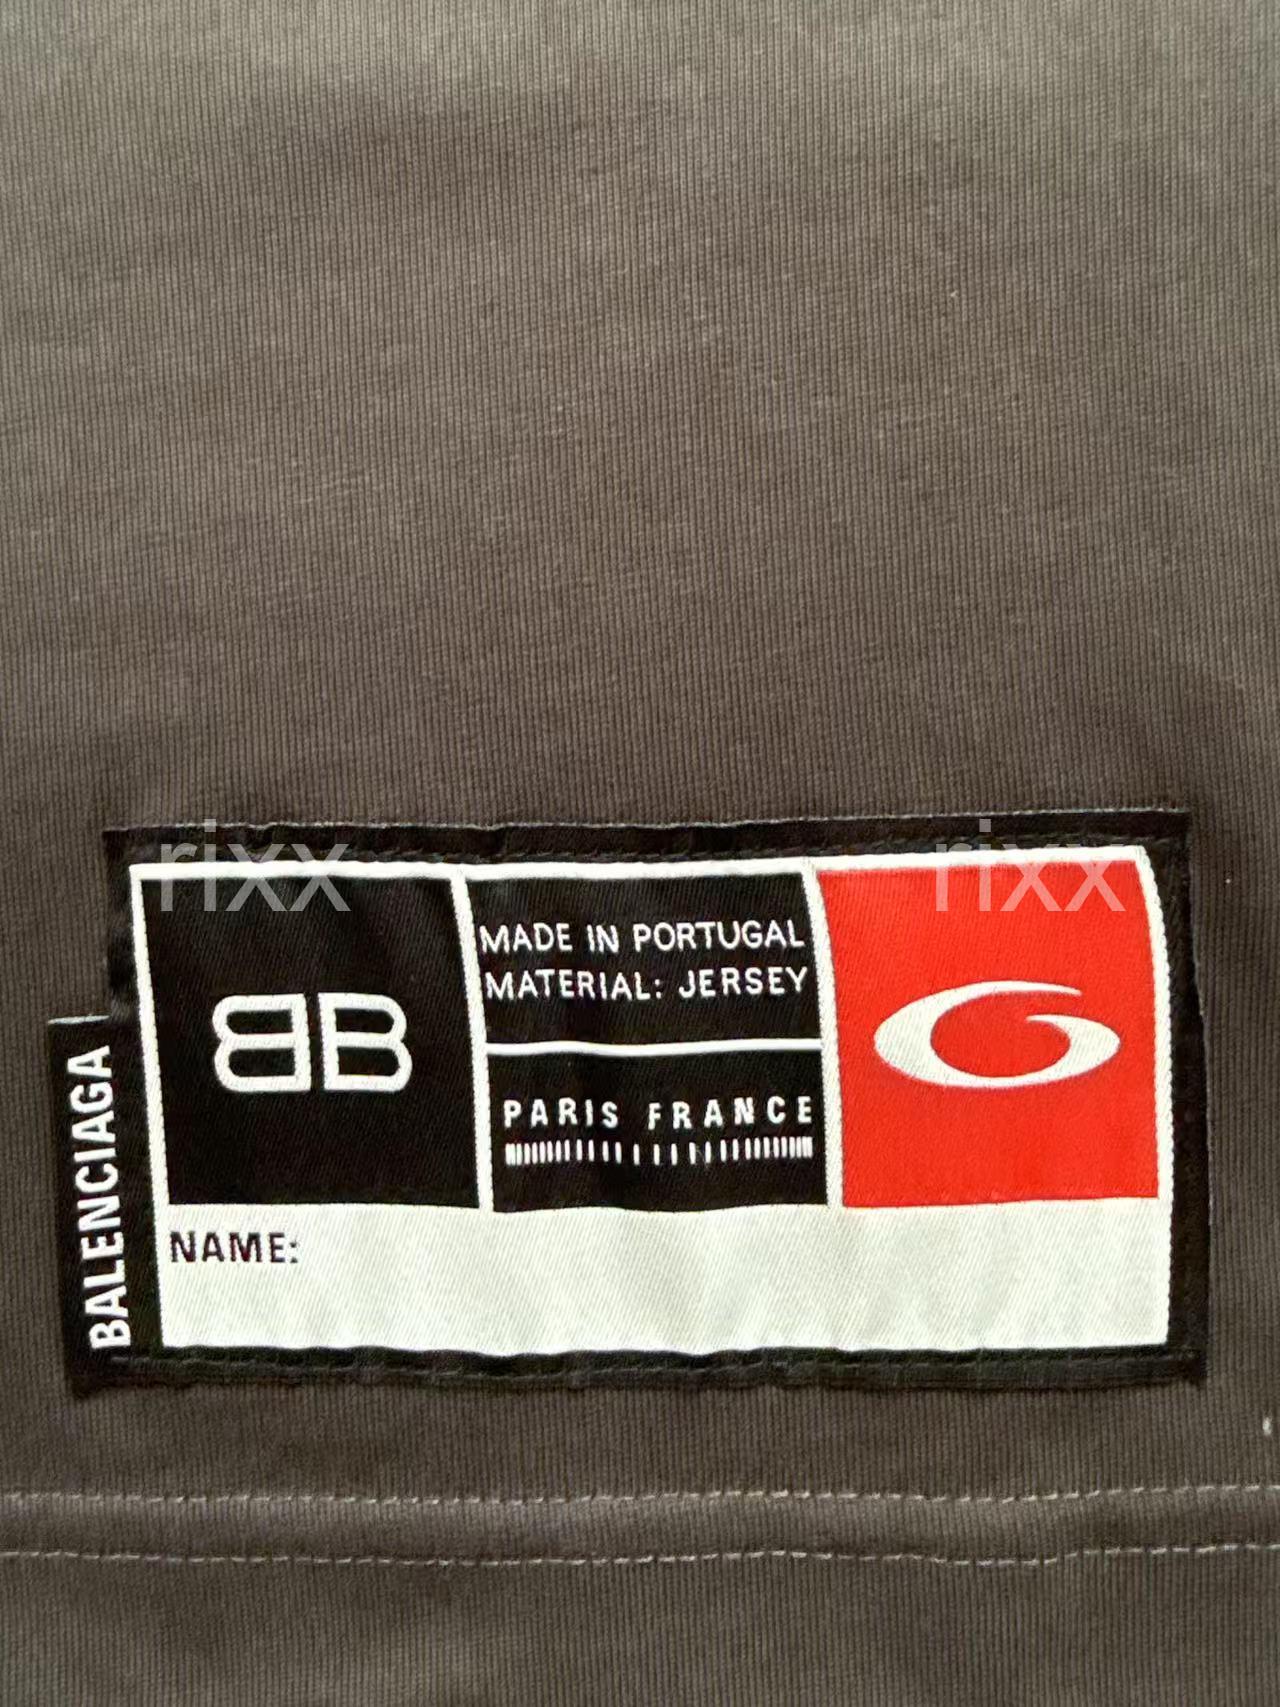 rixx rixx
BB
MADE IN PORTUGAL
MATERIAL: JERSEY
PARIS FRANCE
NAME:
BALENCIAGA